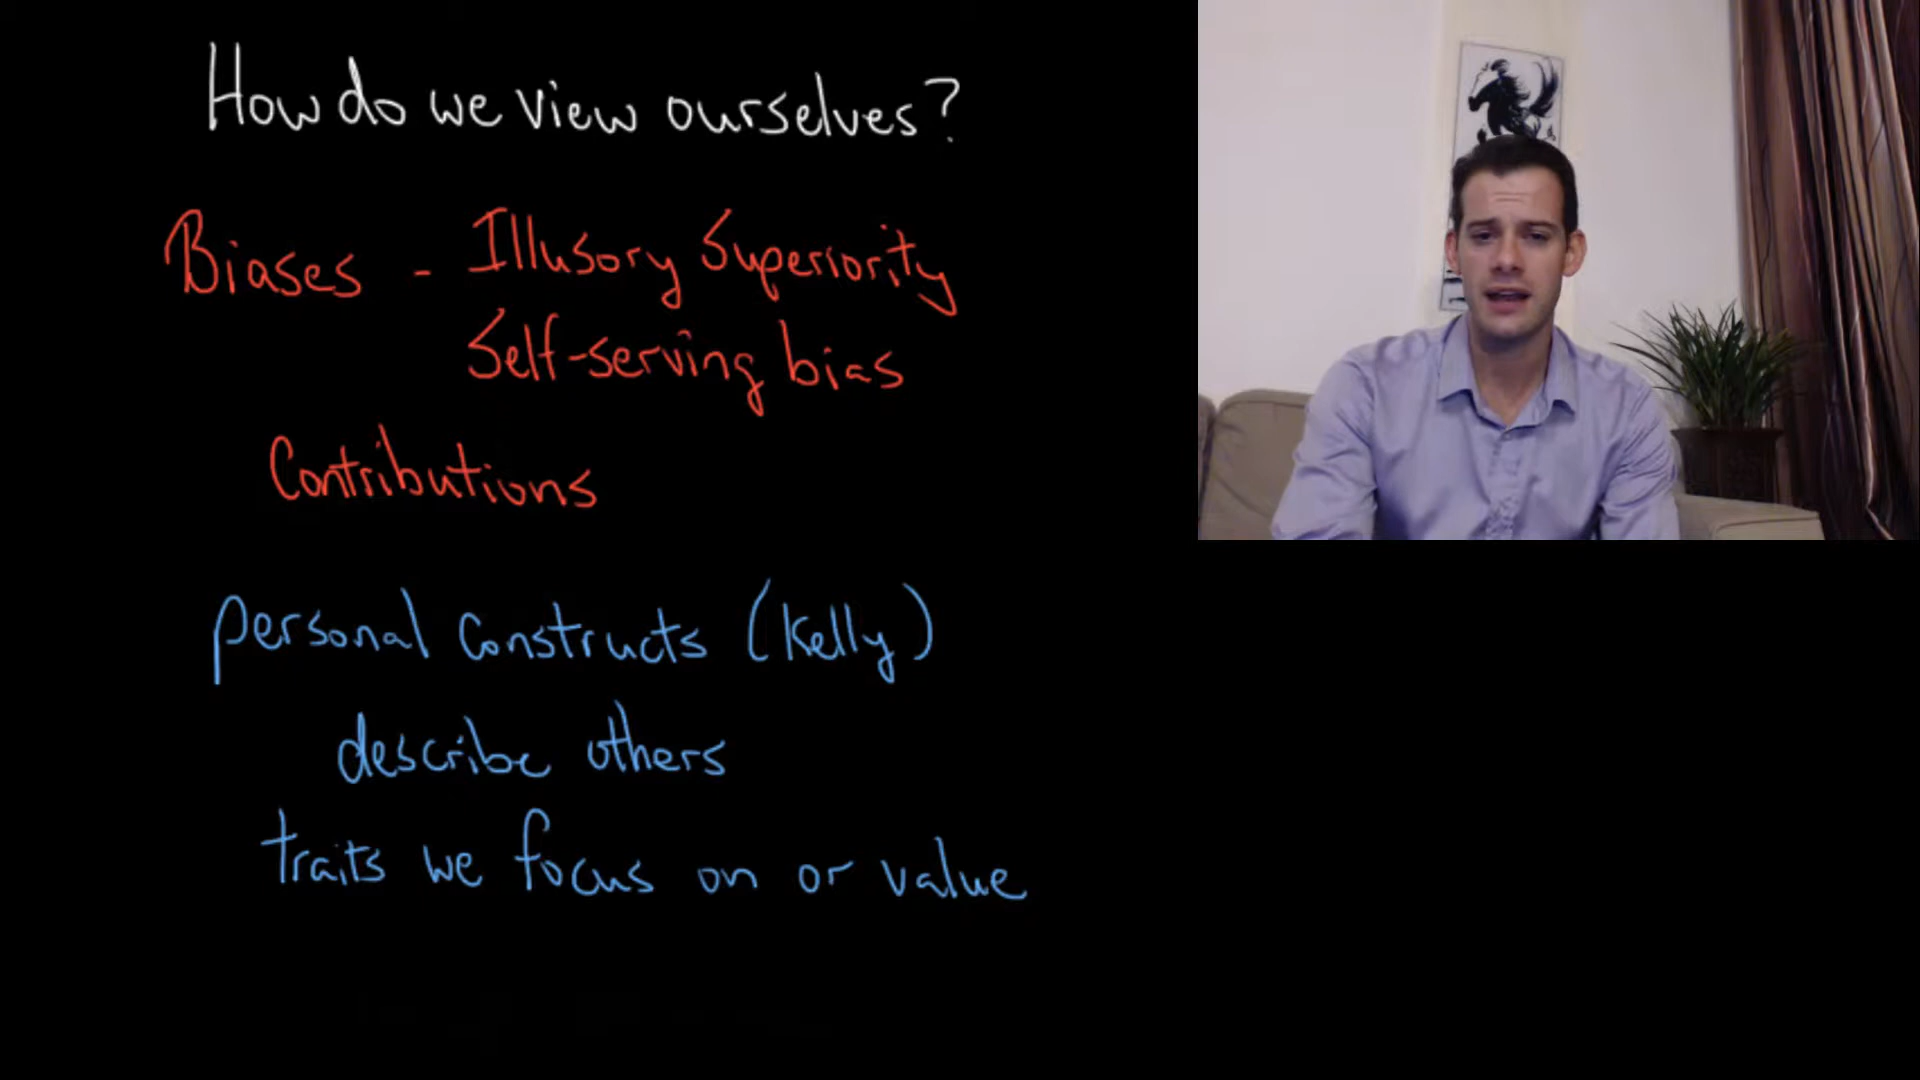 How do we view ourselves?
Biases - Illusory Superiority
Self-serving bias
Contributions
personal constructs (Kelly)
describe others
traits we focus on or value